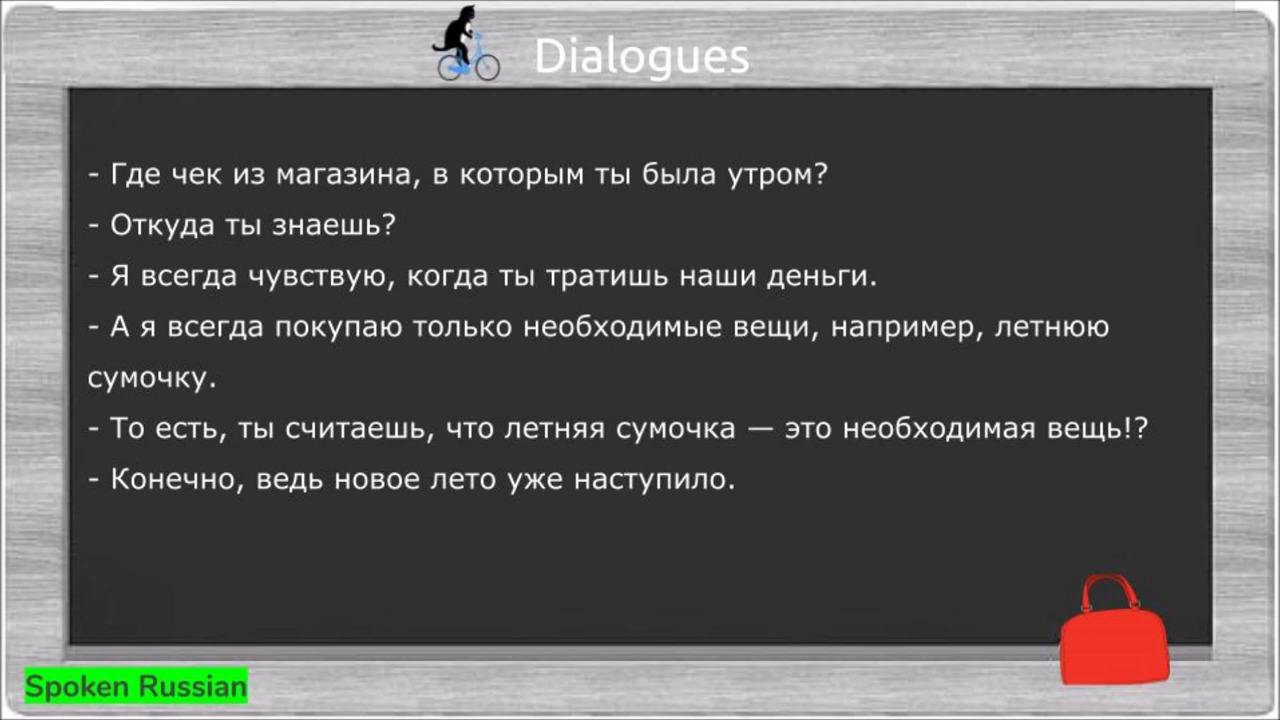 Dialogues
- Где чек из магазина, в которым ты была утром?
- Откуда ты знаешь?
- Я всегда чувствую, когда ты тратишь наши деньги.
- А я всегда покупаю только необходимые вещи, например, летнюю
сумочку.
- То есть, ты считаешь, что летняя сумочка — это необходимая вещь!?
- Конечно, ведь новое лето уже наступило.
Spoken Russian